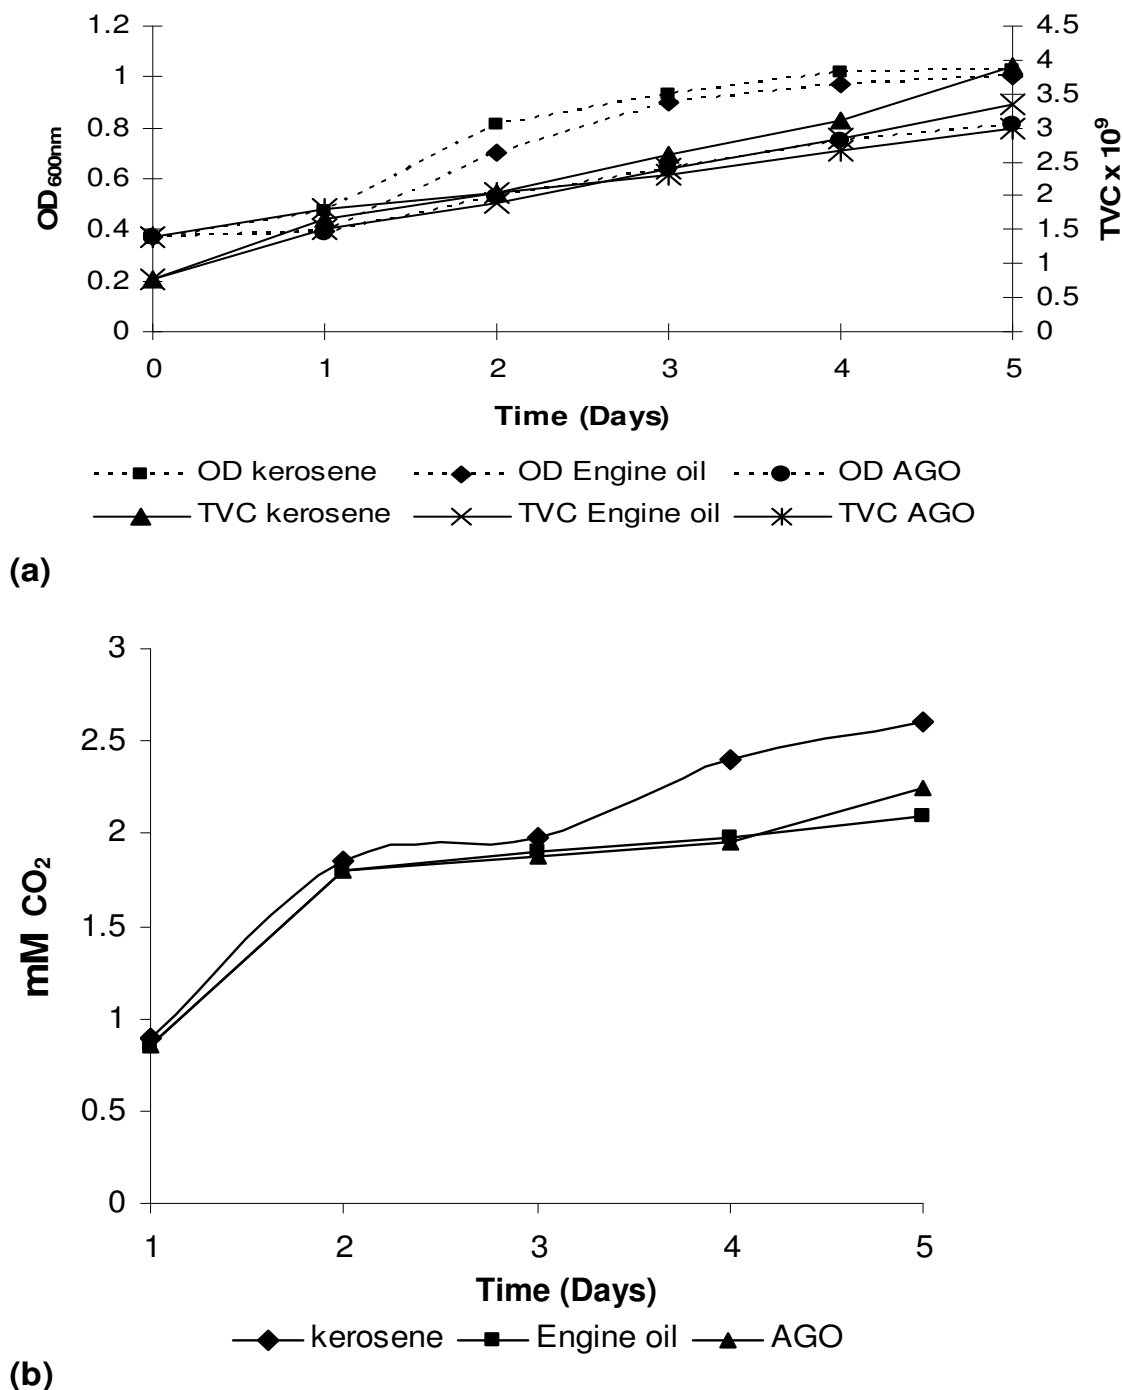 1.2
1
0.8
0.6
0.4
0.2
0
OD600nm
4.5
4
3.5
3
2.5
2
1.5
1
0.5
0
TVC x 10⁹
0 1 2 3 4 5
Time (Days)
OD kerosene OD Engine oil OD AGO
TVC kerosene TVC Engine oil TVC AGO
(a)
3
2.5
2
1.5
1
0.5
0
mM CO₂
1 2 3 4 5
Time (Days)
kerosene Engine oil AGO
(b)